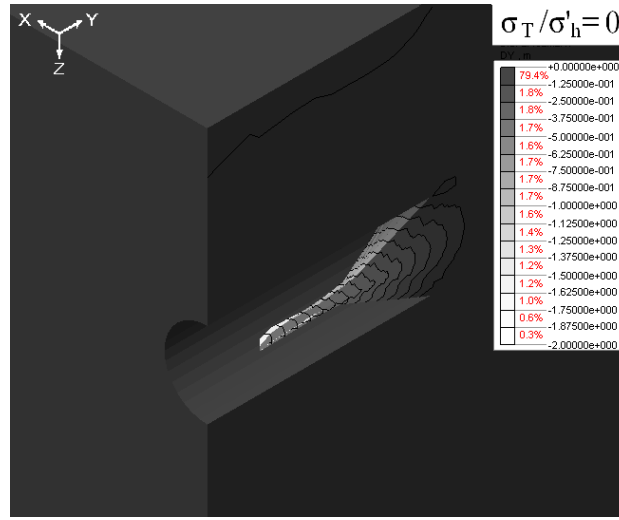 X Y
Z
σ_T/σ'_h=0
DY, m
+0.00000e+000
79.4%
-1.25000e-001
1.8%
-2.50000e-001
1.8%
-3.75000e-001
1.7%
-5.00000e-001
1.6%
-6.25000e-001
1.7%
-7.50000e-001
1.7%
-8.75000e-001
1.7%
-1.00000e+000
1.6%
-1.12500e+000
1.4%
-1.25000e+000
1.3%
-1.37500e+000
1.2%
-1.50000e+000
1.2%
-1.62500e+000
1.0%
-1.75000e+000
0.6%
-1.87500e+000
0.3%
-2.00000e+000